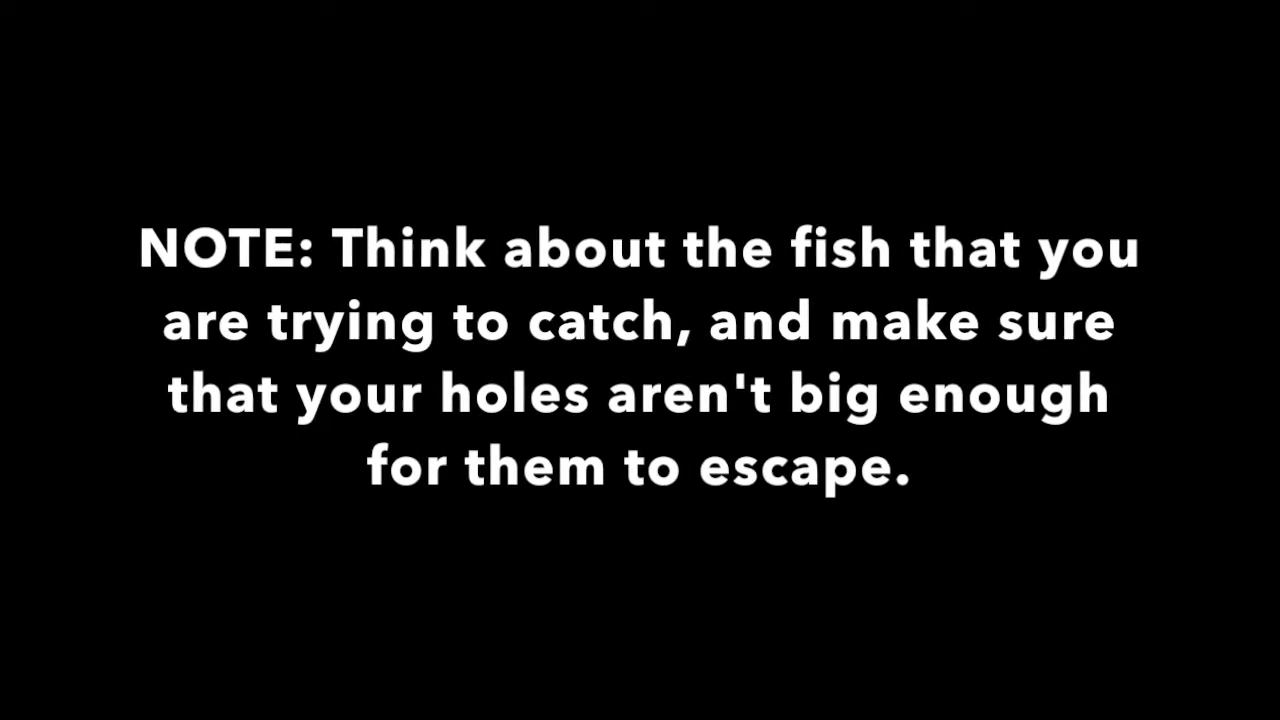 NOTE: Think about the fish that you
are trying to catch, and make sure
that your holes aren't big enough
for them to escape.